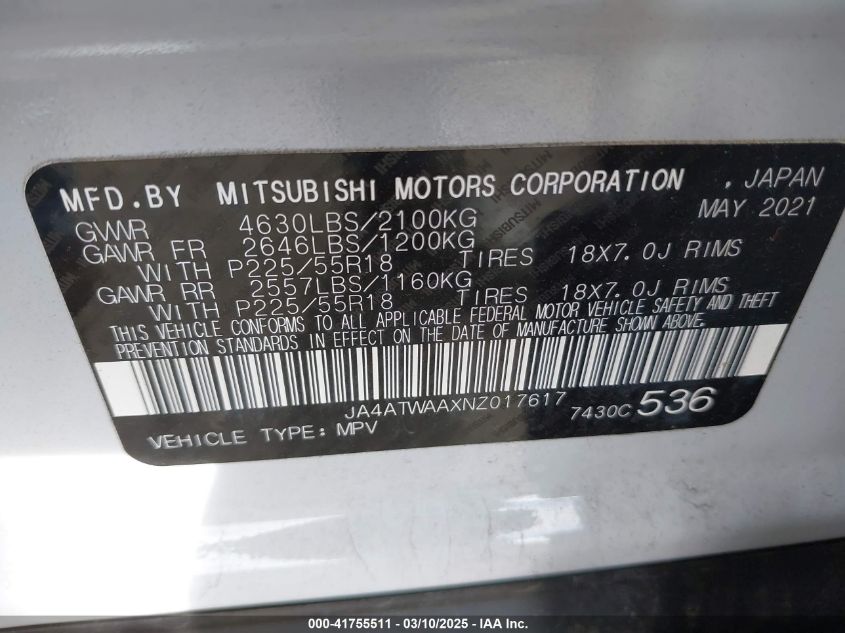 MFD.BY MITSUBISHI MOTORS CORPORATION , JAPAN
MAY 2021
GVWR 4630LBS/2100KG
GAWR FR 2646LBS/1200KG
WITH P225/55R18 TIRES 18X7.0J RIMS
GAWR RR 2557LBS/1160KG
WITH P225/55R18 TIRES 18X7.0J RIMS
THIS VEHICLE CONFORMS TO ALL APPLICABLE FEDERAL MOTOR VEHICLE SAFETY AND THEFT
PREVENTION STANDARDS IN EFFECT ON THE DATE OF MANUFACTURE SHOWN ABOVE.
JA4ATWAAXNZ017617 7430C 536
VEHICLE TYPE: MPV
000-41755511 - 03/10/2025 - IAA Inc.